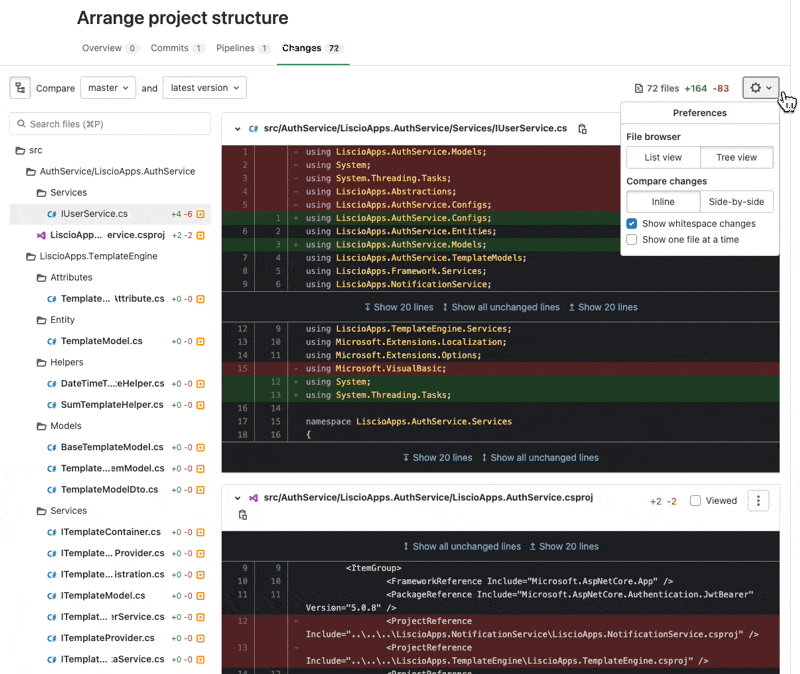 Arrange project structure
Overview 0 Commits 1 Pipelines 1 Changes 72
Compare master and latest version 72 files +164 -83
Search files (⌘P)
src
AuthService/LiscioApps.AuthService
Services
C# IUserService.cs +4 -6
LiscioApp... ervice.csproj +2 -2
LiscioApps.TemplateEngine
Attributes
C# Template... Attribute.cs +0 -0
Entity
C# TemplateModel.cs +0 -0
Helpers
C# DateTimeT...eHelper.cs +0 -0
C# SumTemplateHelper.cs +0 -0
Models
C# BaseTemplateModel.cs +0 -0
C# Template...emModel.cs +0 -0
C# TemplateModelDto.cs +0 -0
Services
C# ITemplateContainer.cs +0 -0
C# ITemplate... Provider.cs +0 -0
C# ITemplate...istration.cs +0 -0
C# ITemplateModel.cs +0 -0
C# ITemplat...erService.cs +0 -0
C# ITemplateProvider.cs +0 -0
C# ITemplat...taService.cs +0 -0
C# src/AuthService/LiscioApps.AuthService/Services/IUserService.cs
1 - using LiscioApps.AuthService.Models;
2 - using System;
3 - using System.Threading.Tasks;
4 - using LiscioApps.Abstractions;
5 - using LiscioApps.AuthService.Configs;
1 + using LiscioApps.AuthService.Configs;
6 2 using LiscioApps.AuthService.Entities;
3 + using LiscioApps.AuthService.Models;
7 4 using LiscioApps.AuthService.TemplateModels;
8 5 using LiscioApps.Framework.Services;
9 6 using LiscioApps.NotificationService;
Show 20 lines Show all unchanged lines Show 20 lines
12 9 using LiscioApps.TemplateEngine.Services;
13 10 using Microsoft.Extensions.Localization;
14 11 using Microsoft.Extensions.Options;
15 - using Microsoft.VisualBasic;
12 + using System;
13 + using System.Threading.Tasks;
16 14
17 15 namespace LiscioApps.AuthService.Services
18 16 {
Show 20 lines Show all unchanged lines
src/AuthService/LiscioApps.AuthService/LiscioApps.AuthService.csproj +2 -2 Viewed
Show all unchanged lines Show 20 lines
9 9 <ItemGroup>
10 10 <FrameworkReference Include="Microsoft.AspNetCore.App" />
11 11 <PackageReference Include="Microsoft.AspNetCore.Authentication.JwtBearer"
Version="5.0.8" />
12 - <ProjectReference
Include="..\..\..\LiscioApps.NotificationService\LiscioApps.NotificationService.csproj" />
13 - <ProjectReference
Include="..\..\..\LiscioApps.TemplateEngine\LiscioApps.TemplateEngine.csproj" />
14 12 <ProjectReference
Preferences
File browser
List view Tree view
Compare changes
Inline Side-by-side
Show whitespace changes
Show one file at a time